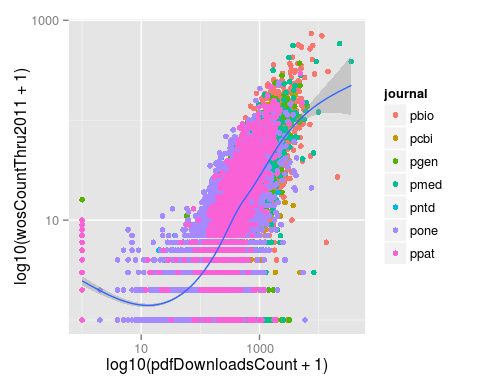 1000
10
log10(wosCountThru2011 + 1)
10
1000
log10(pdfDownloadsCount + 1)
journal
pbio
pcbi
pgen
pmed
pntd
pone
ppat